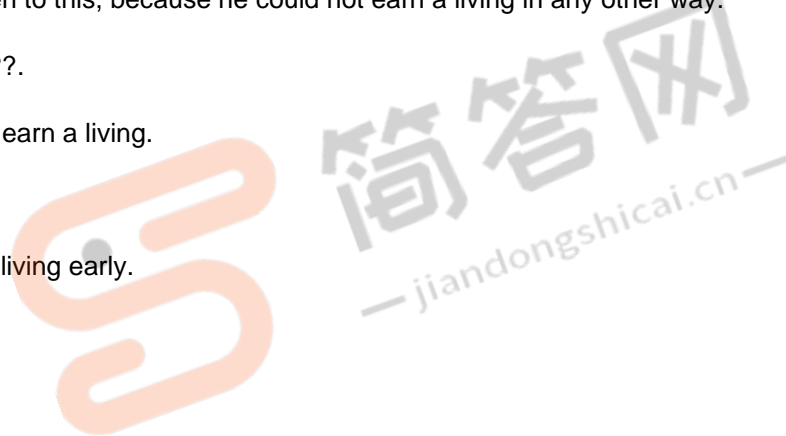 to this, because he could not earn a living in any other way.
?.
earn a living.
living early.
简答网
jiandongshicai.cn